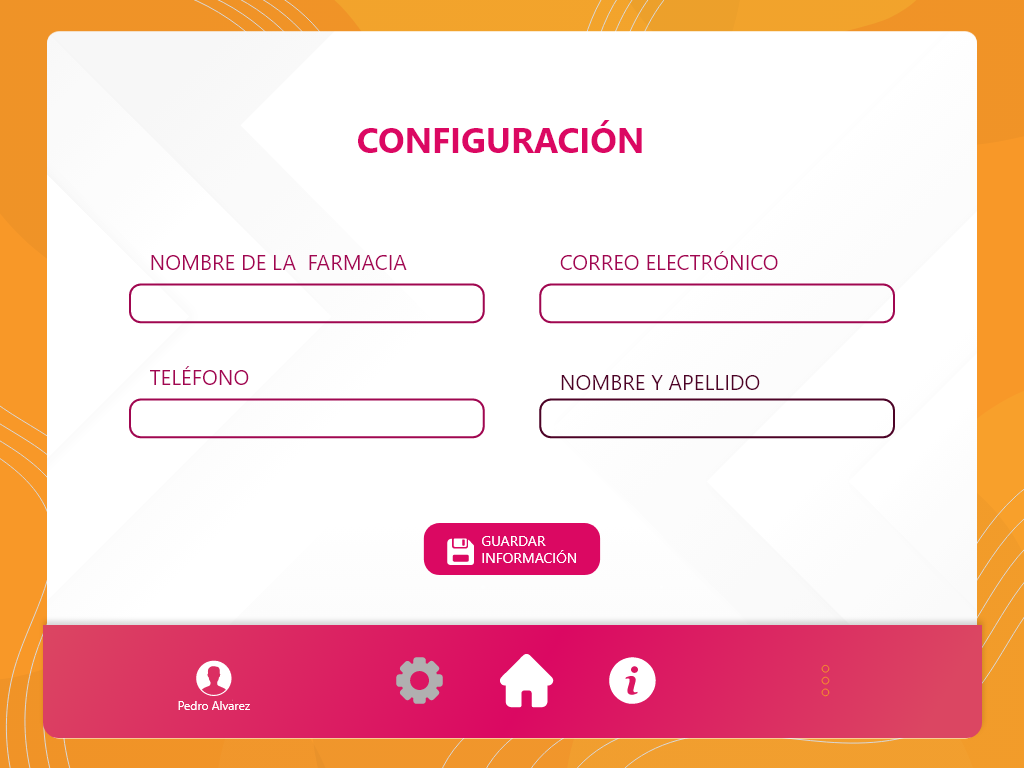 CONFIGURACIÓN
NOMBRE DE LA  FARMACIA
CORREO ELECTRÓNICO
TELÉFONO
NOMBRE Y APELLIDO
GUARDAR
INFORMACIÓN
Pedro Alvarez